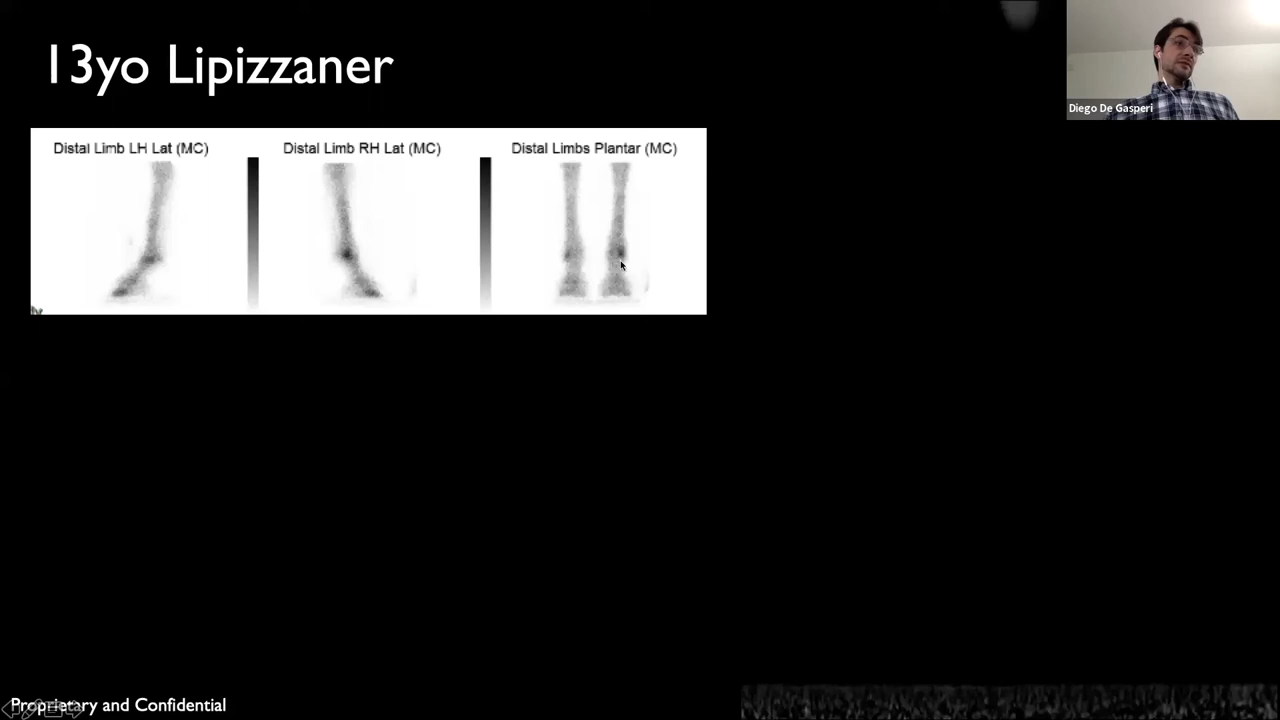 13yo Lipizzaner
Diego De Gasperi
Distal Limb LH Lat (MC)
Distal Limb RH Lat (MC)
Distal Limbs Plantar (MC)
Proprietary and Confidential